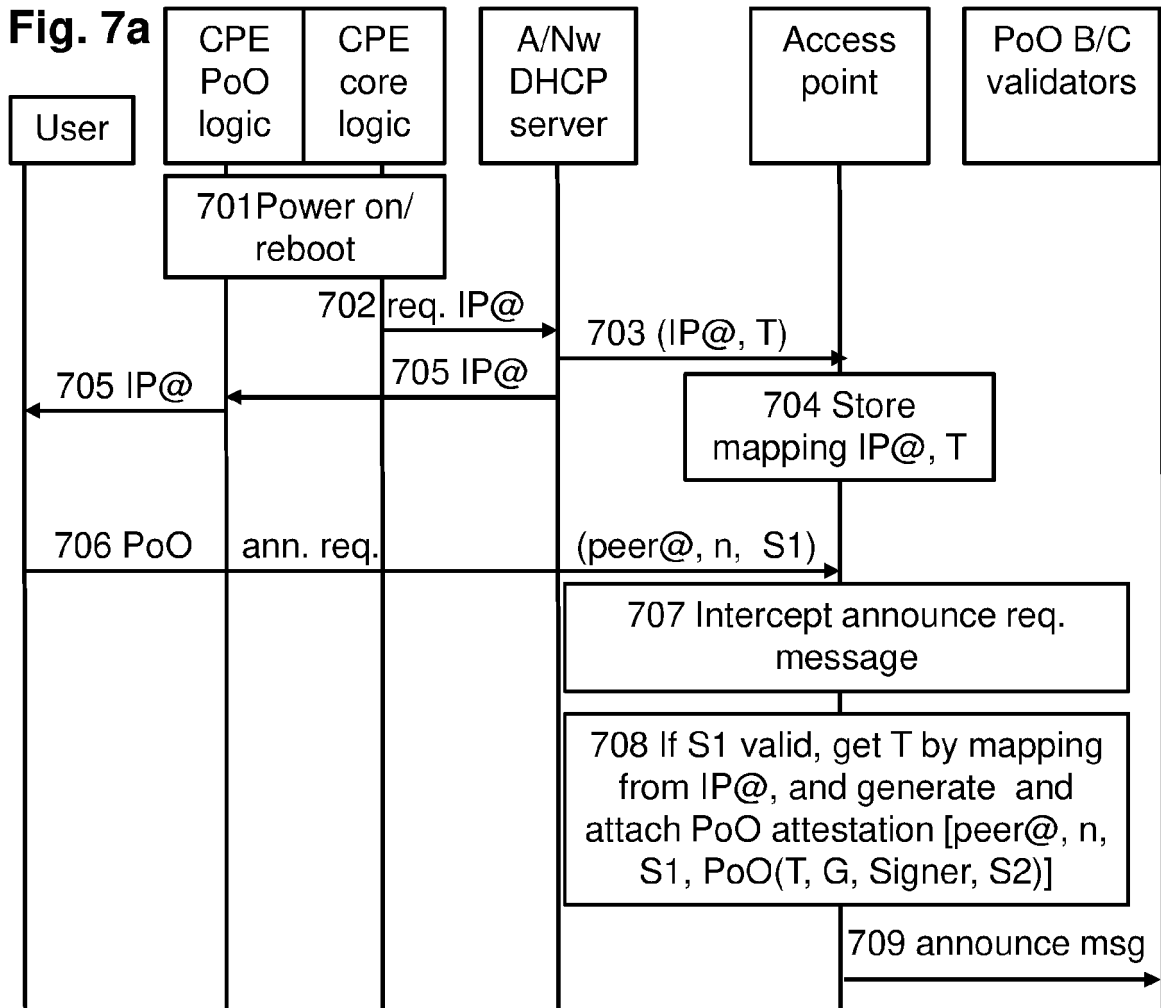 Fig. 7a
User
CPE
PoO
logic
CPE
core
logic
A/Nw
DHCP
server
Access
point
PoO B/C
validators
701Power on/
reboot
702 req. IP@
703 (IP@, T)
705 IP@
705 IP@
704 Store
mapping IP@, T
706 PoO ann. req. (peer@, n, S1)
707 Intercept announce req.
message
708 If S1 valid, get T by mapping
from IP@, and generate and
attach PoO attestation [peer@, n,
S1, PoO(T, G, Signer, S2)]
709 announce msg